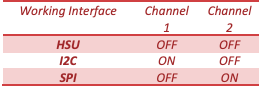 Working Interface Channel 1 Channel 2
HSU OFF OFF
I2C ON OFF
SPI OFF ON